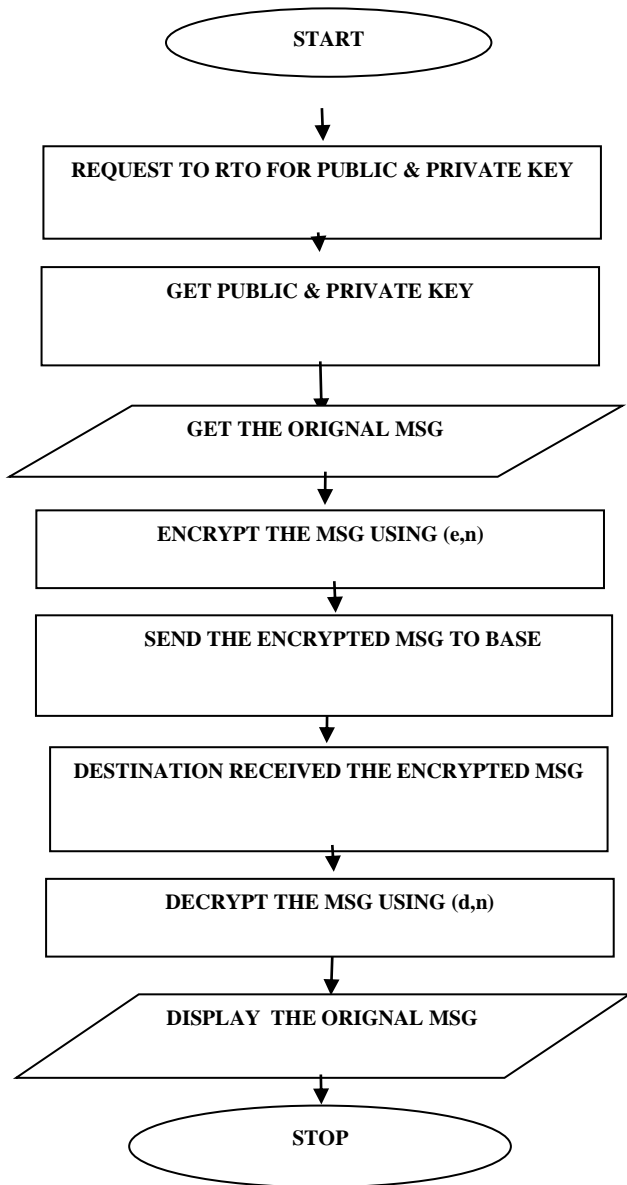 START
REQUEST TO RTO FOR PUBLIC & PRIVATE KEY
GET PUBLIC & PRIVATE KEY
GET THE ORIGNAL MSG
ENCRYPT THE MSG USING (e,n)
SEND THE ENCRYPTED MSG TO BASE
DESTINATION RECEIVED THE ENCRYPTED MSG
DECRYPT THE MSG USING (d,n)
DISPLAY THE ORIGNAL MSG
STOP